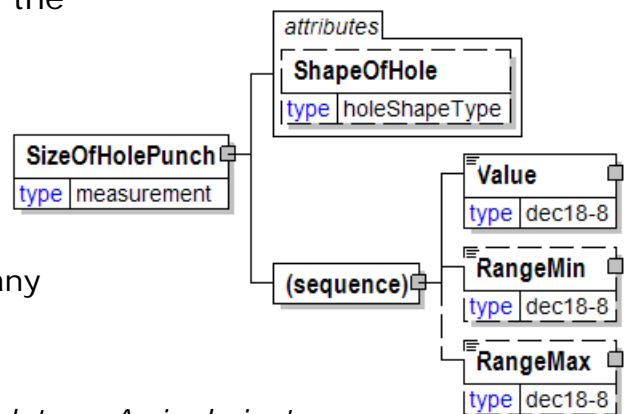 the
attributes
ShapeOfHole
type holeShapeType
SizeOfHolePunch
type measurement
Value
type dec18-8
any
(sequence)
RangeMin
type dec18-8
RangeMax
type dec18-8